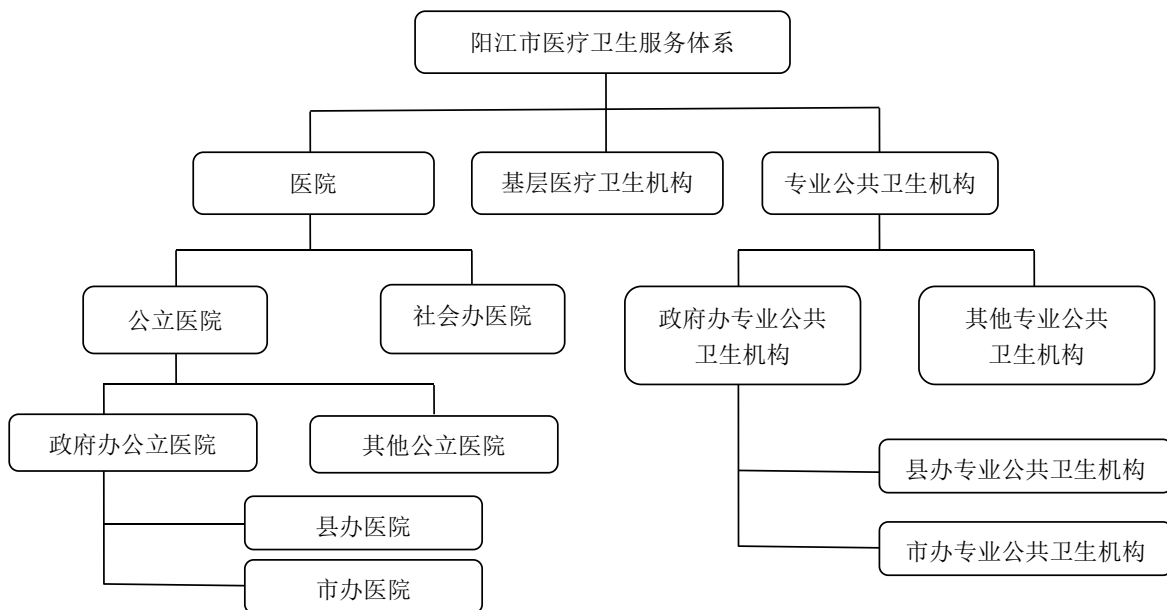 阳江市医疗卫生服务体系
医院
基层医疗卫生机构
专业公共卫生机构
公立医院
社会办医院
政府办专业公共
卫生机构
其他专业公共
卫生机构
政府办公立医院
其他公立医院
县办专业公共卫生机构
县办医院
市办专业公共卫生机构
市办医院